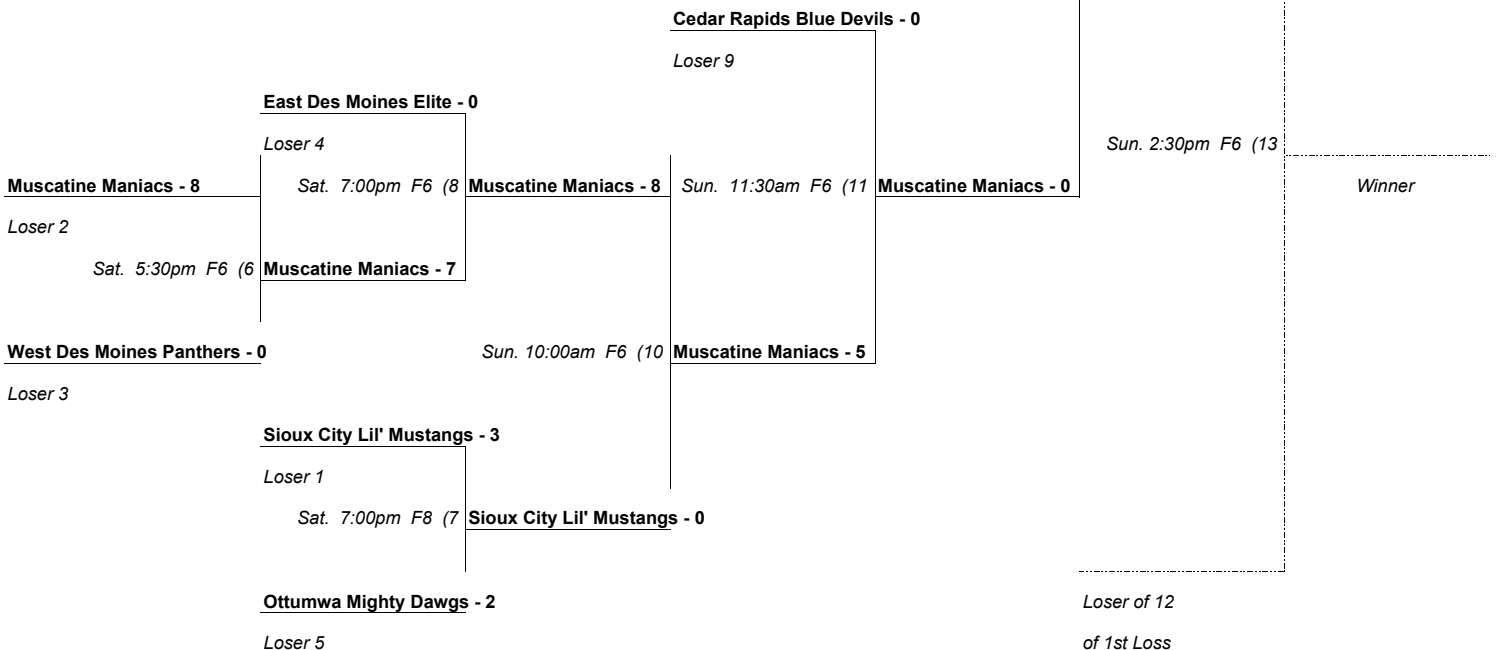 Cedar Rapids Blue Devils - 0
Loser 9
East Des Moines Elite - 0
Loser 4
Sun. 2:30pm F6 (13
Muscatine Maniacs - 8
Sat. 7:00pm F6 (8
Muscatine Maniacs - 8
Sun. 11:30am F6 (11
Muscatine Maniacs - 0
Winner
Loser 2
Sat. 5:30pm F6 (6
Muscatine Maniacs - 7
West Des Moines Panthers - 0
Sun. 10:00am F6 (10
Muscatine Maniacs - 5
Loser 3
Sioux City Lil' Mustangs - 3
Loser 1
Sat. 7:00pm F8 (7
Sioux City Lil' Mustangs - 0
Ottumwa Mighty Dawgs - 2
Loser of 12
Loser 5
of 1st Loss